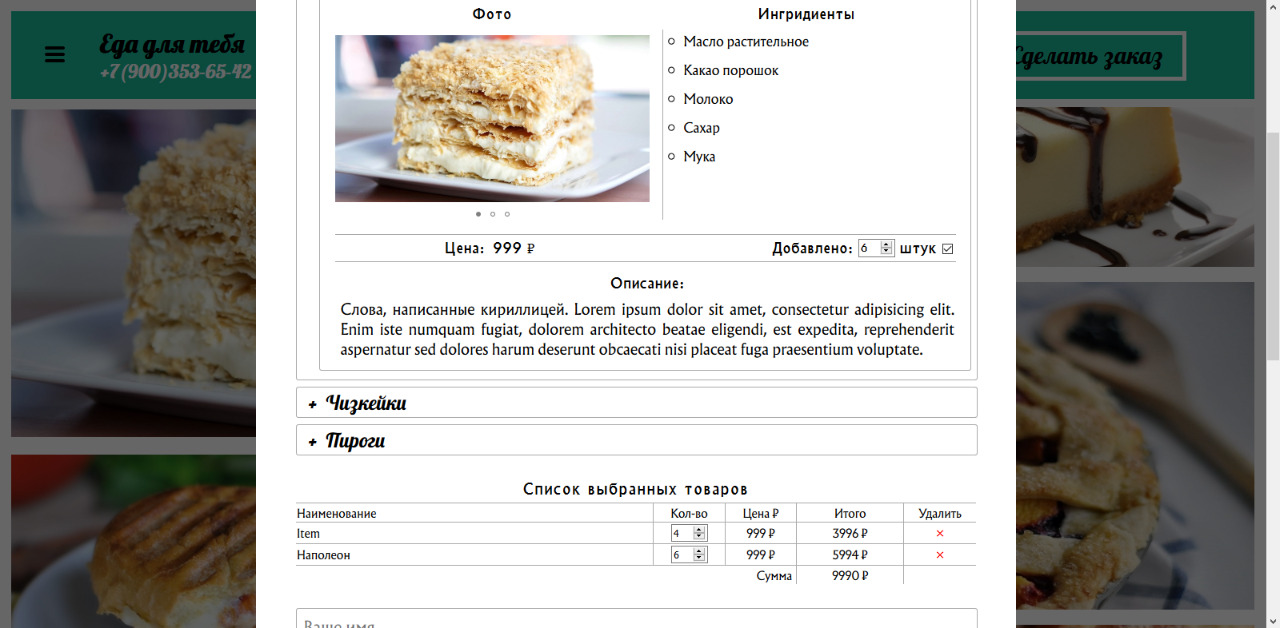 Еда для тебя
+7(900)353-65-42
Сделать заказ
Фото
Ингридиенты
Масло растительное
Какао порошок
Молоко
Сахар
Мука
Цена: 999 ₽
Добавлено: 6 штук
Описание:
Слова, написанные кириллицей. Lorem ipsum dolor sit amet, consectetur adipisicing elit.
Enim iste numquam fugiat, dolorem architecto beatae eligendi, est expedita, reprehenderit
aspernatur sed dolores harum deserunt obcaecati nisi placeat fuga praesentium voluptate.
+ Чизкейки
+ Пироги
Список выбранных товаров
Наименование Кол-во Цена ₽ Итого Удалить
Item 4 999 ₽ 3996 ₽ ×
Наполеон 6 999 ₽ 5994 ₽ ×
Сумма 9990 ₽
Ваше имя